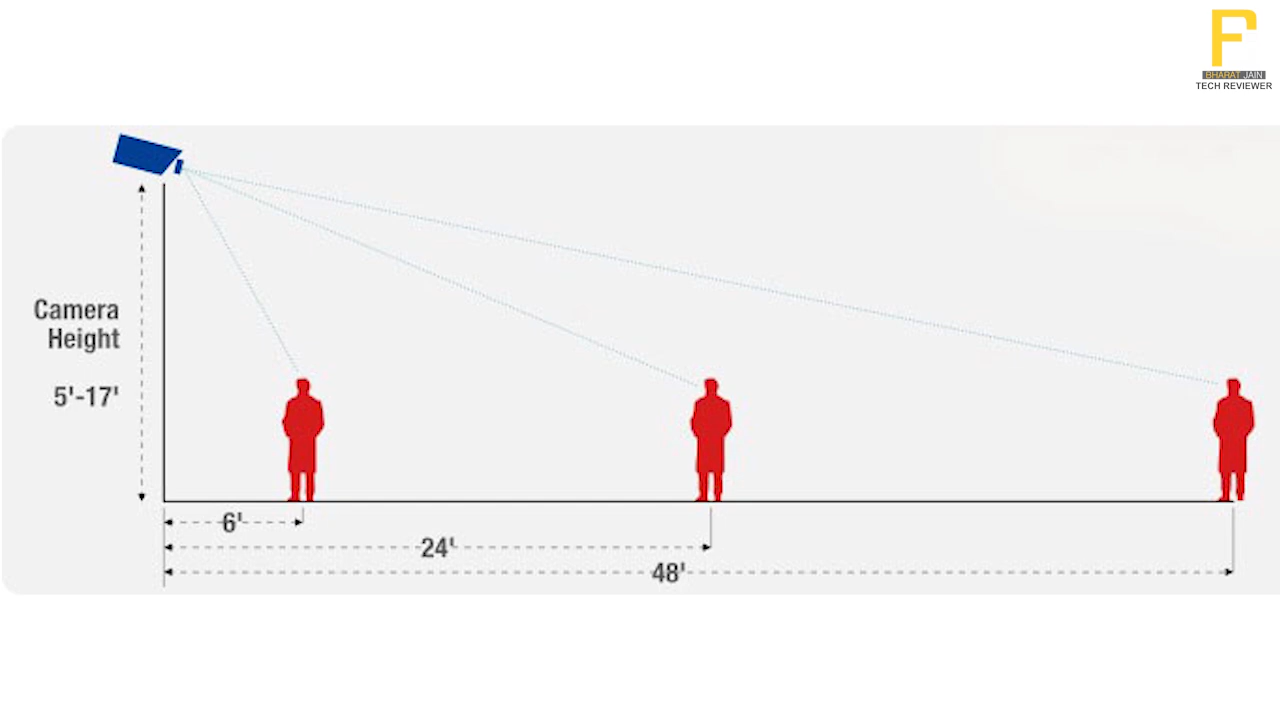 F
BHARAT JAIN
TECH REVIEWER
Camera
Height
5'-17'
6'
24'
48'